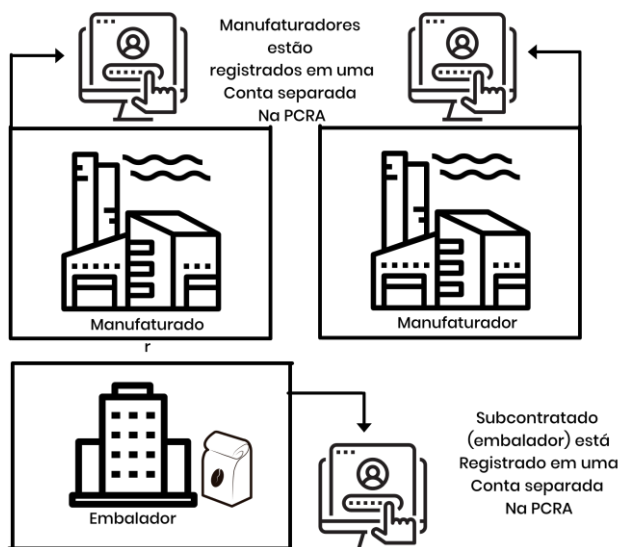 Manufaturadores
estão
registrados em uma
Conta separada
Na PCRA
Manufaturado
r
Manufaturador
Embalador
Subcontratado
(embalador) está
Registrado em uma
Conta separada
Na PCRA